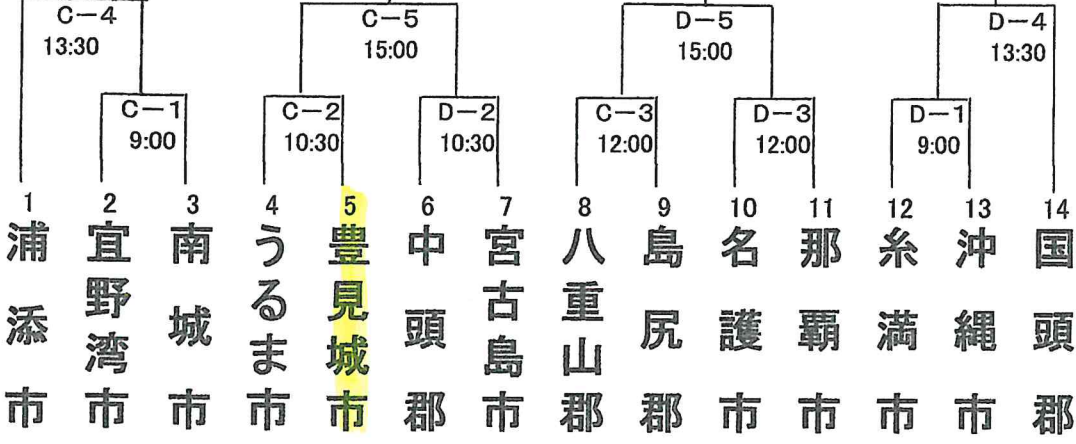 C-4 C-5 D-5 D-4
13:30 15:00 15:00 13:30
C-1 C-2 D-2 C-3 D-3 D-1
9:00 10:30 10:30 12:00 12:00 9:00
1 2 3 4 5 6 7 8 9 10 11 12 13 14
浦添市
宜野湾市
南城市
うるま市
豊見城市
中頭郡
宮古島市
八重山郡
島尻郡
名護市
那覇市
糸満市
沖縄市
国頭郡